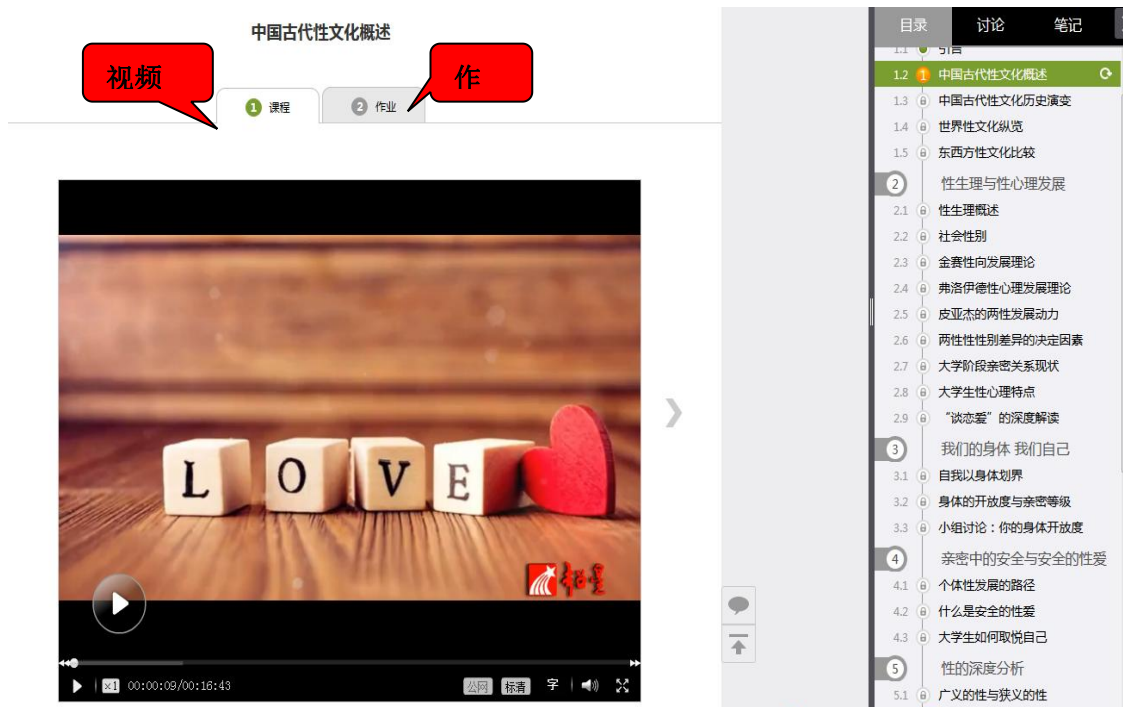 中国古代性文化概述
视频
作
1 课程
2 作业
LOVE
超星
×1 00:00:09/00:16:43
公网 标清 字
目录 讨论 笔记
1.1 引言
1.2 1 中国古代性文化概述
1.3 中国古代性文化历史演变
1.4 世界性文化纵览
1.5 东西方性文化比较
2 性生理与性心理发展
2.1 性生理概述
2.2 社会性别
2.3 金赛性向发展理论
2.4 弗洛伊德性心理发展理论
2.5 皮亚杰的两性发展动力
2.6 两性性性别差异的决定因素
2.7 大学阶段亲密关系现状
2.8 大学生性心理特点
2.9 “谈恋爱”的深度解读
3 我们的身体 我们自己
3.1 自我以身体划界
3.2 身体的开放度与亲密等级
3.3 小组讨论：你的身体开放度
4 亲密中的安全与安全的性爱
4.1 个体性发展的路径
4.2 什么是安全的性爱
4.3 大学生如何取悦自己
5 性的深度分析
5.1 广义的性与狭义的性